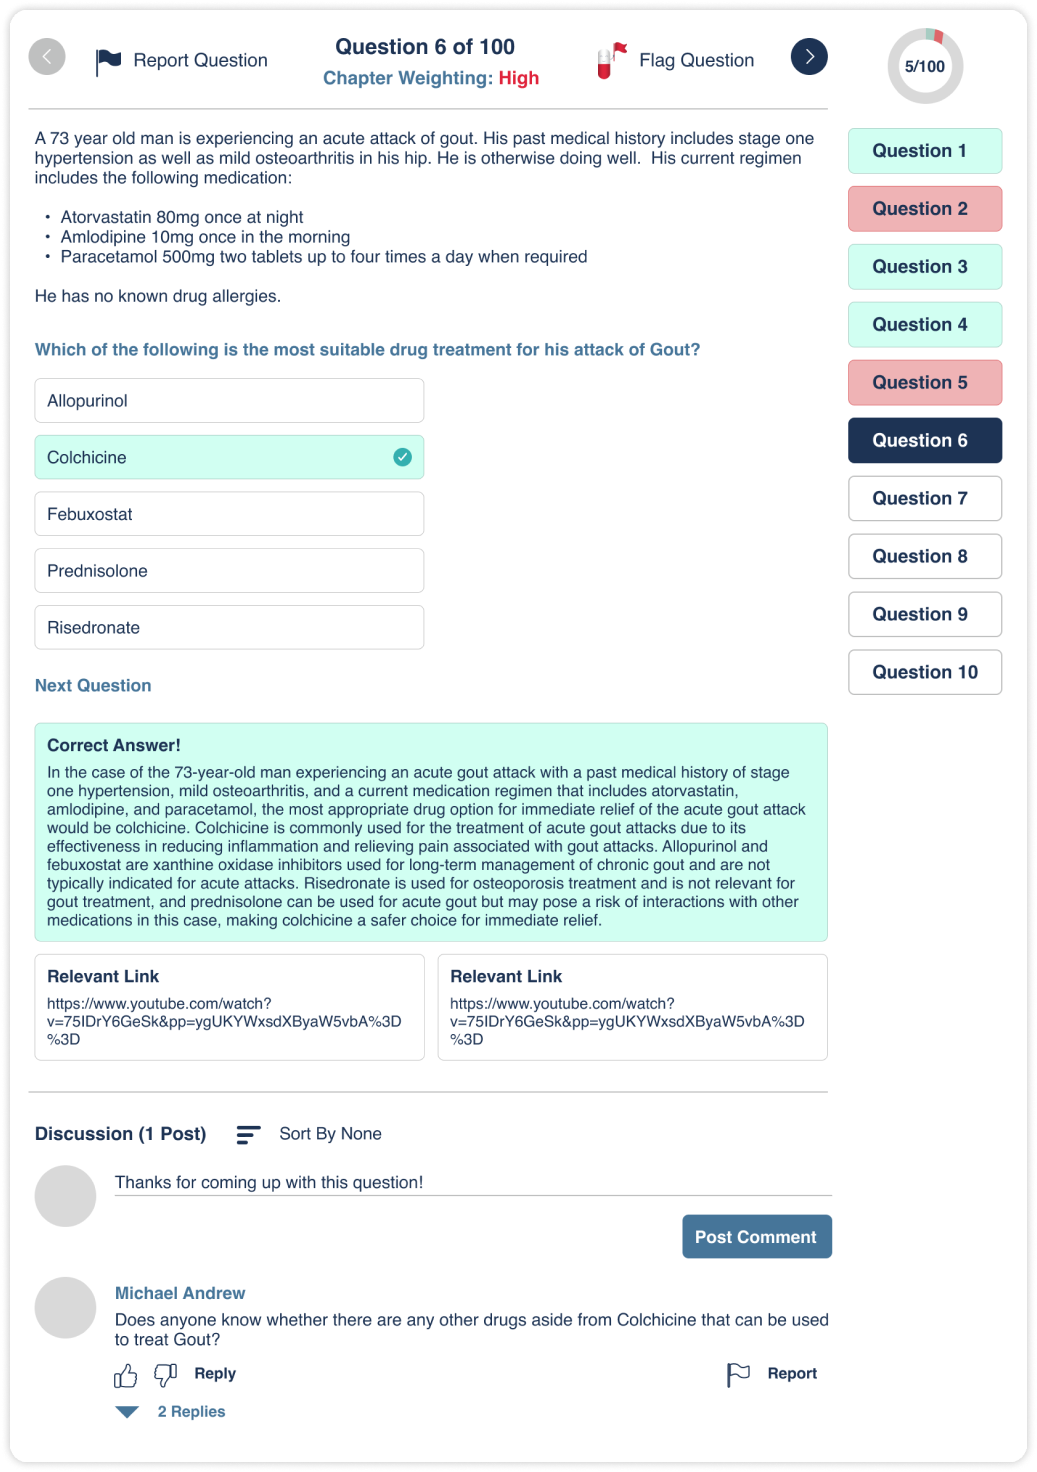 Report Question
Question 6 of 100
Chapter Weighting: High
Flag Question
5/100
A 73 year old man is experiencing an acute attack of gout. His past medical history includes stage one
hypertension as well as mild osteoarthritis in his hip. He is otherwise doing well.  His current regimen
includes the following medication:
• Atorvastatin 80mg once at night
• Amlodipine 10mg once in the morning
• Paracetamol 500mg two tablets up to four times a day when required
He has no known drug allergies.
Which of the following is the most suitable drug treatment for his attack of Gout?
Allopurinol
Colchicine
Febuxostat
Prednisolone
Risedronate
Next Question
Correct Answer!
In the case of the 73-year-old man experiencing an acute gout attack with a past medical history of stage
one hypertension, mild osteoarthritis, and a current medication regimen that includes atorvastatin,
amlodipine, and paracetamol, the most appropriate drug option for immediate relief of the acute gout attack
would be colchicine. Colchicine is commonly used for the treatment of acute gout attacks due to its
effectiveness in reducing inflammation and relieving pain associated with gout attacks. Allopurinol and
febuxostat are xanthine oxidase inhibitors used for long-term management of chronic gout and are not
typically indicated for acute attacks. Risedronate is used for osteoporosis treatment and is not relevant for
gout treatment, and prednisolone can be used for acute gout but may pose a risk of interactions with other
medications in this case, making colchicine a safer choice for immediate relief.
Relevant Link
https://www.youtube.com/watch?
v=75IDrY6GeSk&pp=ygUKYWxsdXByaW5vbA%3D
%3D
Relevant Link
https://www.youtube.com/watch?
v=75IDrY6GeSk&pp=ygUKYWxsdXByaW5vbA%3D
%3D
Discussion (1 Post)
Sort By None
Thanks for coming up with this question!
Post Comment
Michael Andrew
Does anyone know whether there are any other drugs aside from Colchicine that can be used
to treat Gout?
Reply
Report
2 Replies
Question 1
Question 2
Question 3
Question 4
Question 5
Question 6
Question 7
Question 8
Question 9
Question 10